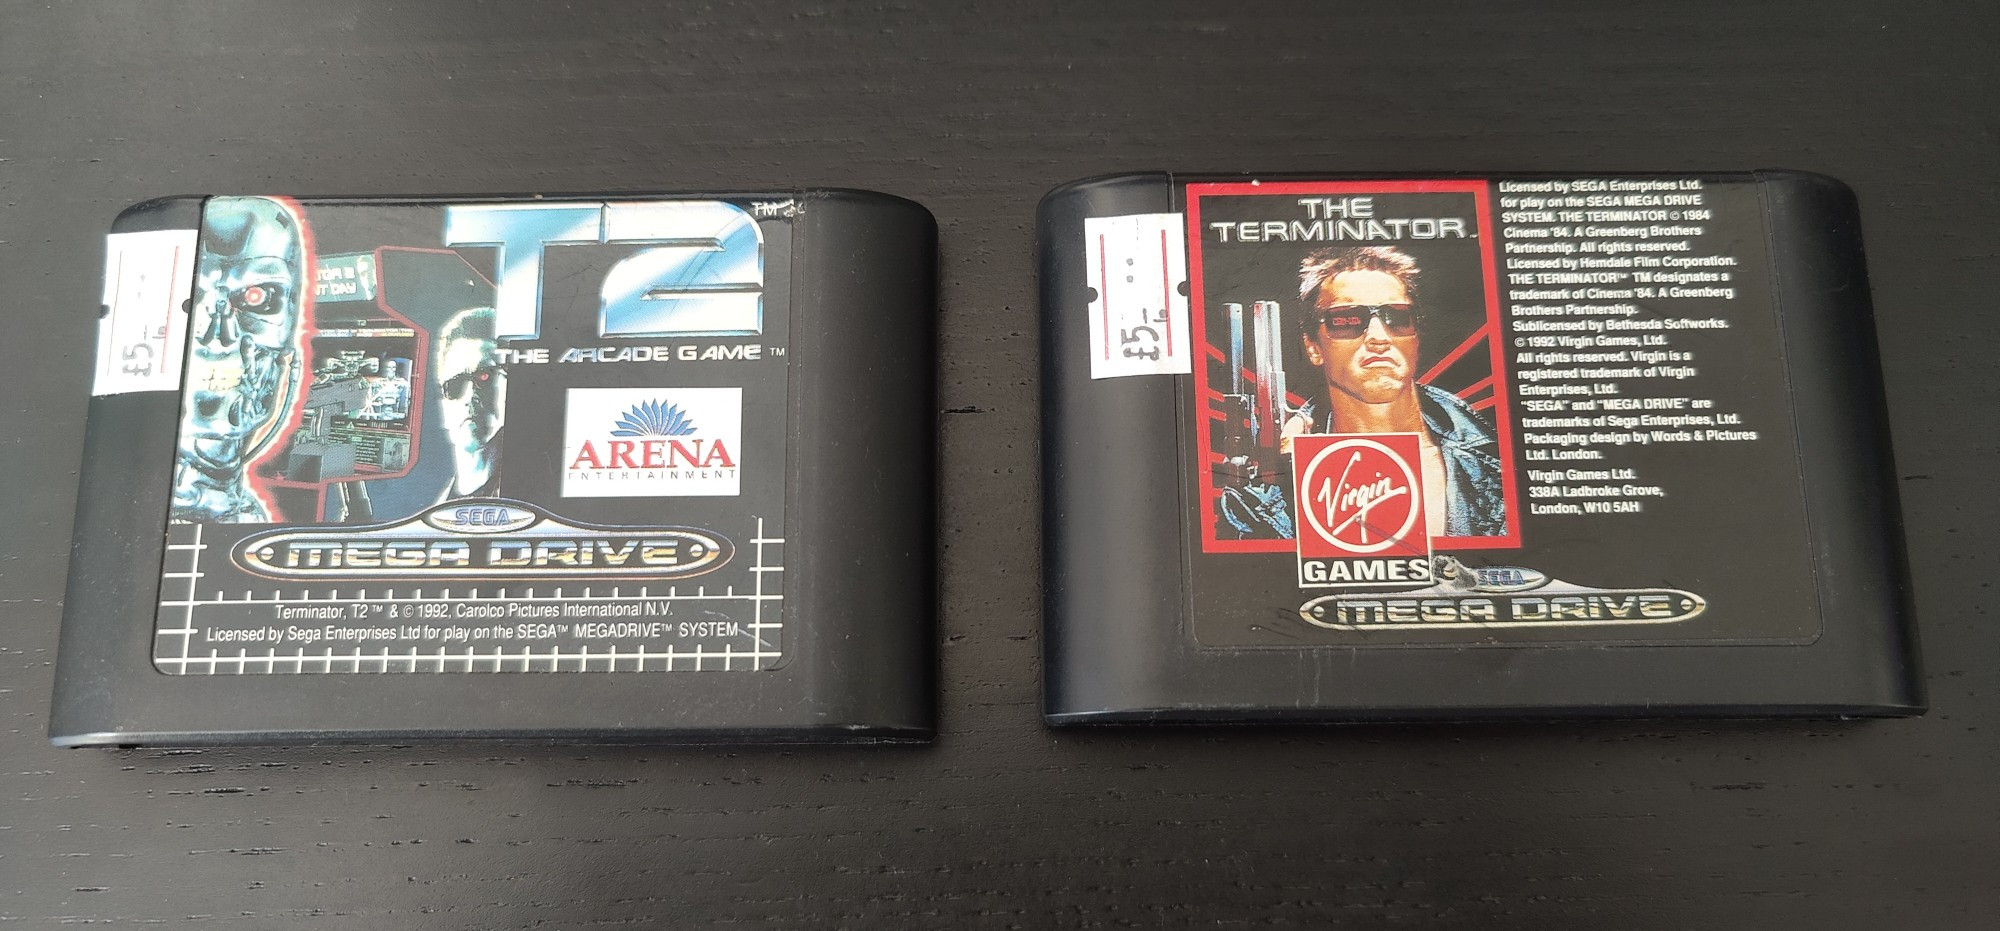 £5-
T2
TM
THE ARCADE GAME ™
ARENA
ENTERTAINMENT
SEGA
MEGA DRIVE
Terminator, T2 ™ & © 1992, Carolco Pictures International N.V.
Licensed by Sega Enterprises Ltd for play on the SEGA™ MEGADRIVE™ SYSTEM
£5-
THE
TERMINATOR
Virgin
GAMES
SEGA
MEGA DRIVE
Licensed by SEGA Enterprises Ltd.
for play on the SEGA MEGA DRIVE
SYSTEM. THE TERMINATOR © 1984
Cinema '84. A Greenberg Brothers
Partnership. All rights reserved.
Licensed by Hemdale Film Corporation.
THE TERMINATOR™ TM designates a
trademark of Cinema '84. A Greenberg
Brothers Partnership.
Sublicensed by Bethesda Softworks.
© 1992 Virgin Games, Ltd.
All rights reserved. Virgin is a
registered trademark of Virgin
Enterprises, Ltd.
"SEGA" and "MEGA DRIVE" are
trademarks of Sega Enterprises, Ltd.
Packaging design by Words & Pictures
Ltd. London.
Virgin Games Ltd.
338A Ladbroke Grove,
London, W10 5AH